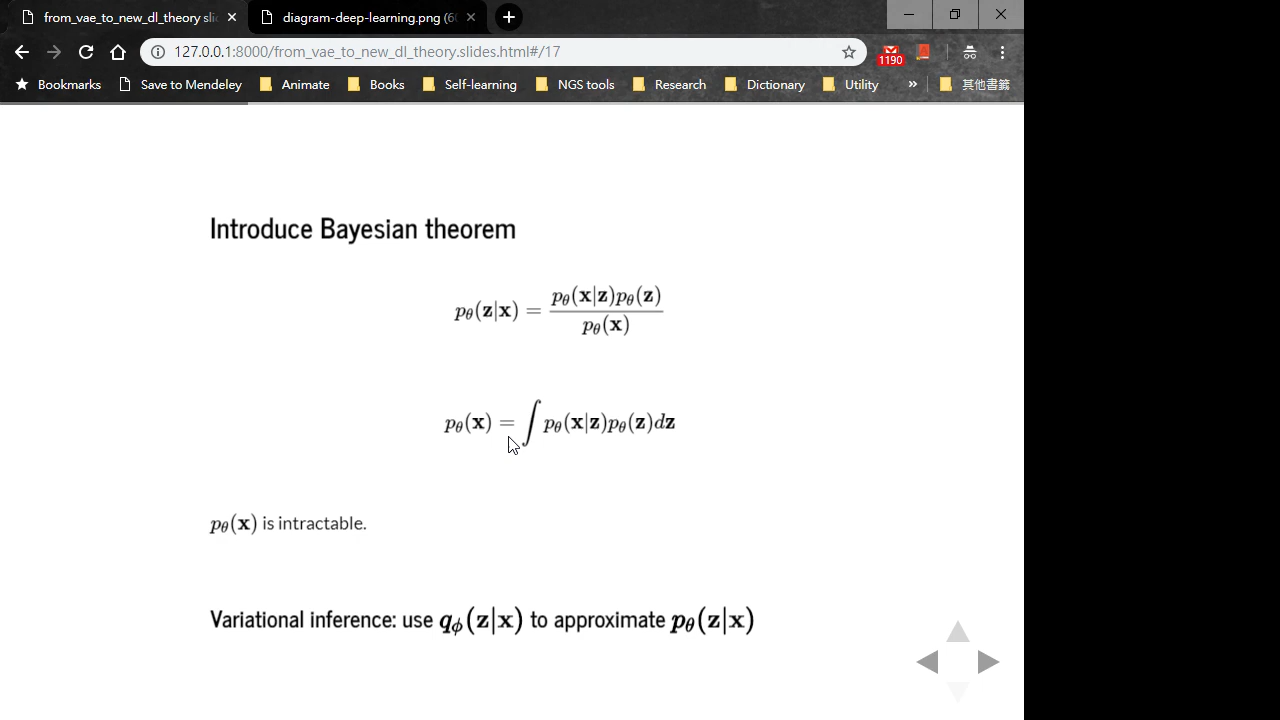 from_vae_to_new_dl_theory sli
diagram-deep-learning.png (60
127.0.0.1:8000/from_vae_to_new_dl_theory.slides.html#/17
1190
Bookmarks Save to Mendeley Animate Books Self-learning NGS tools Research Dictionary Utility » 其他書籤
Introduce Bayesian theorem
pθ(z|x) = pθ(x|z)pθ(z) / pθ(x)
pθ(x) = ∫ pθ(x|z)pθ(z)dz
pθ(x) is intractable.
Variational inference: use qϕ(z|x) to approximate pθ(z|x)